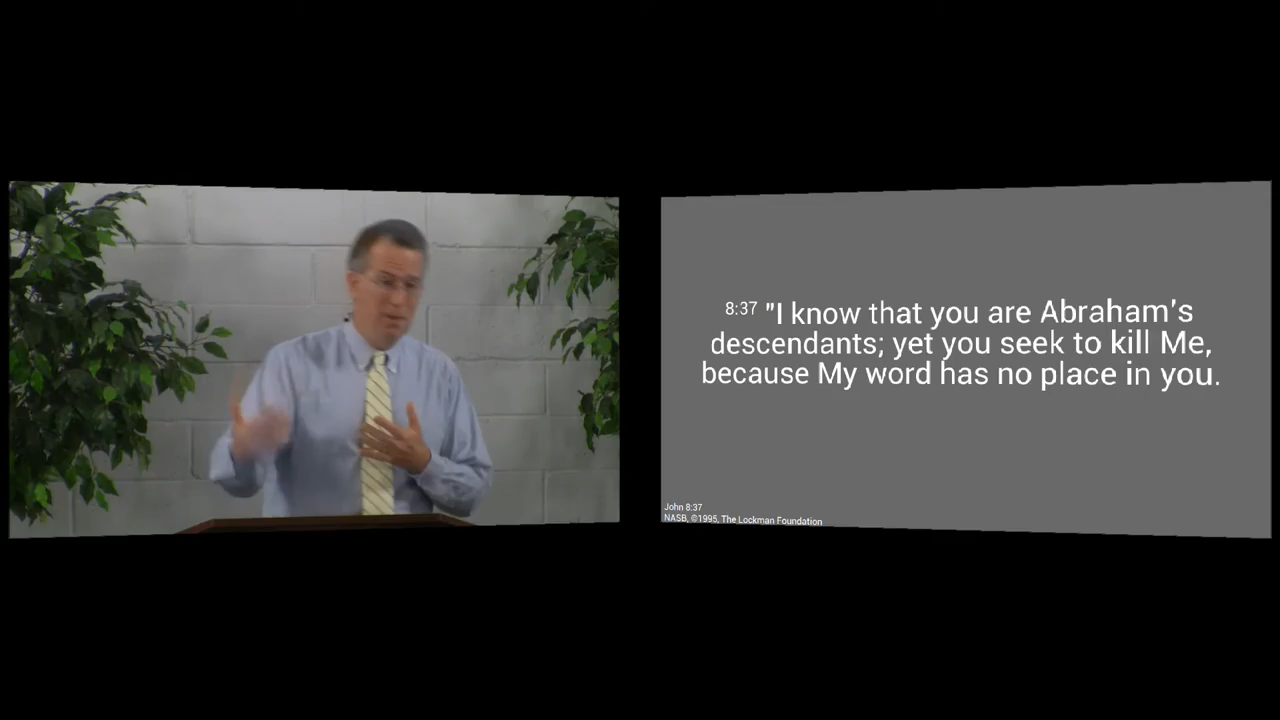 8:37 "I know that you are Abraham's
descendants; yet you seek to kill Me,
because My word has no place in you.
John 8:37
NASB, ©1995, The Lockman Foundation